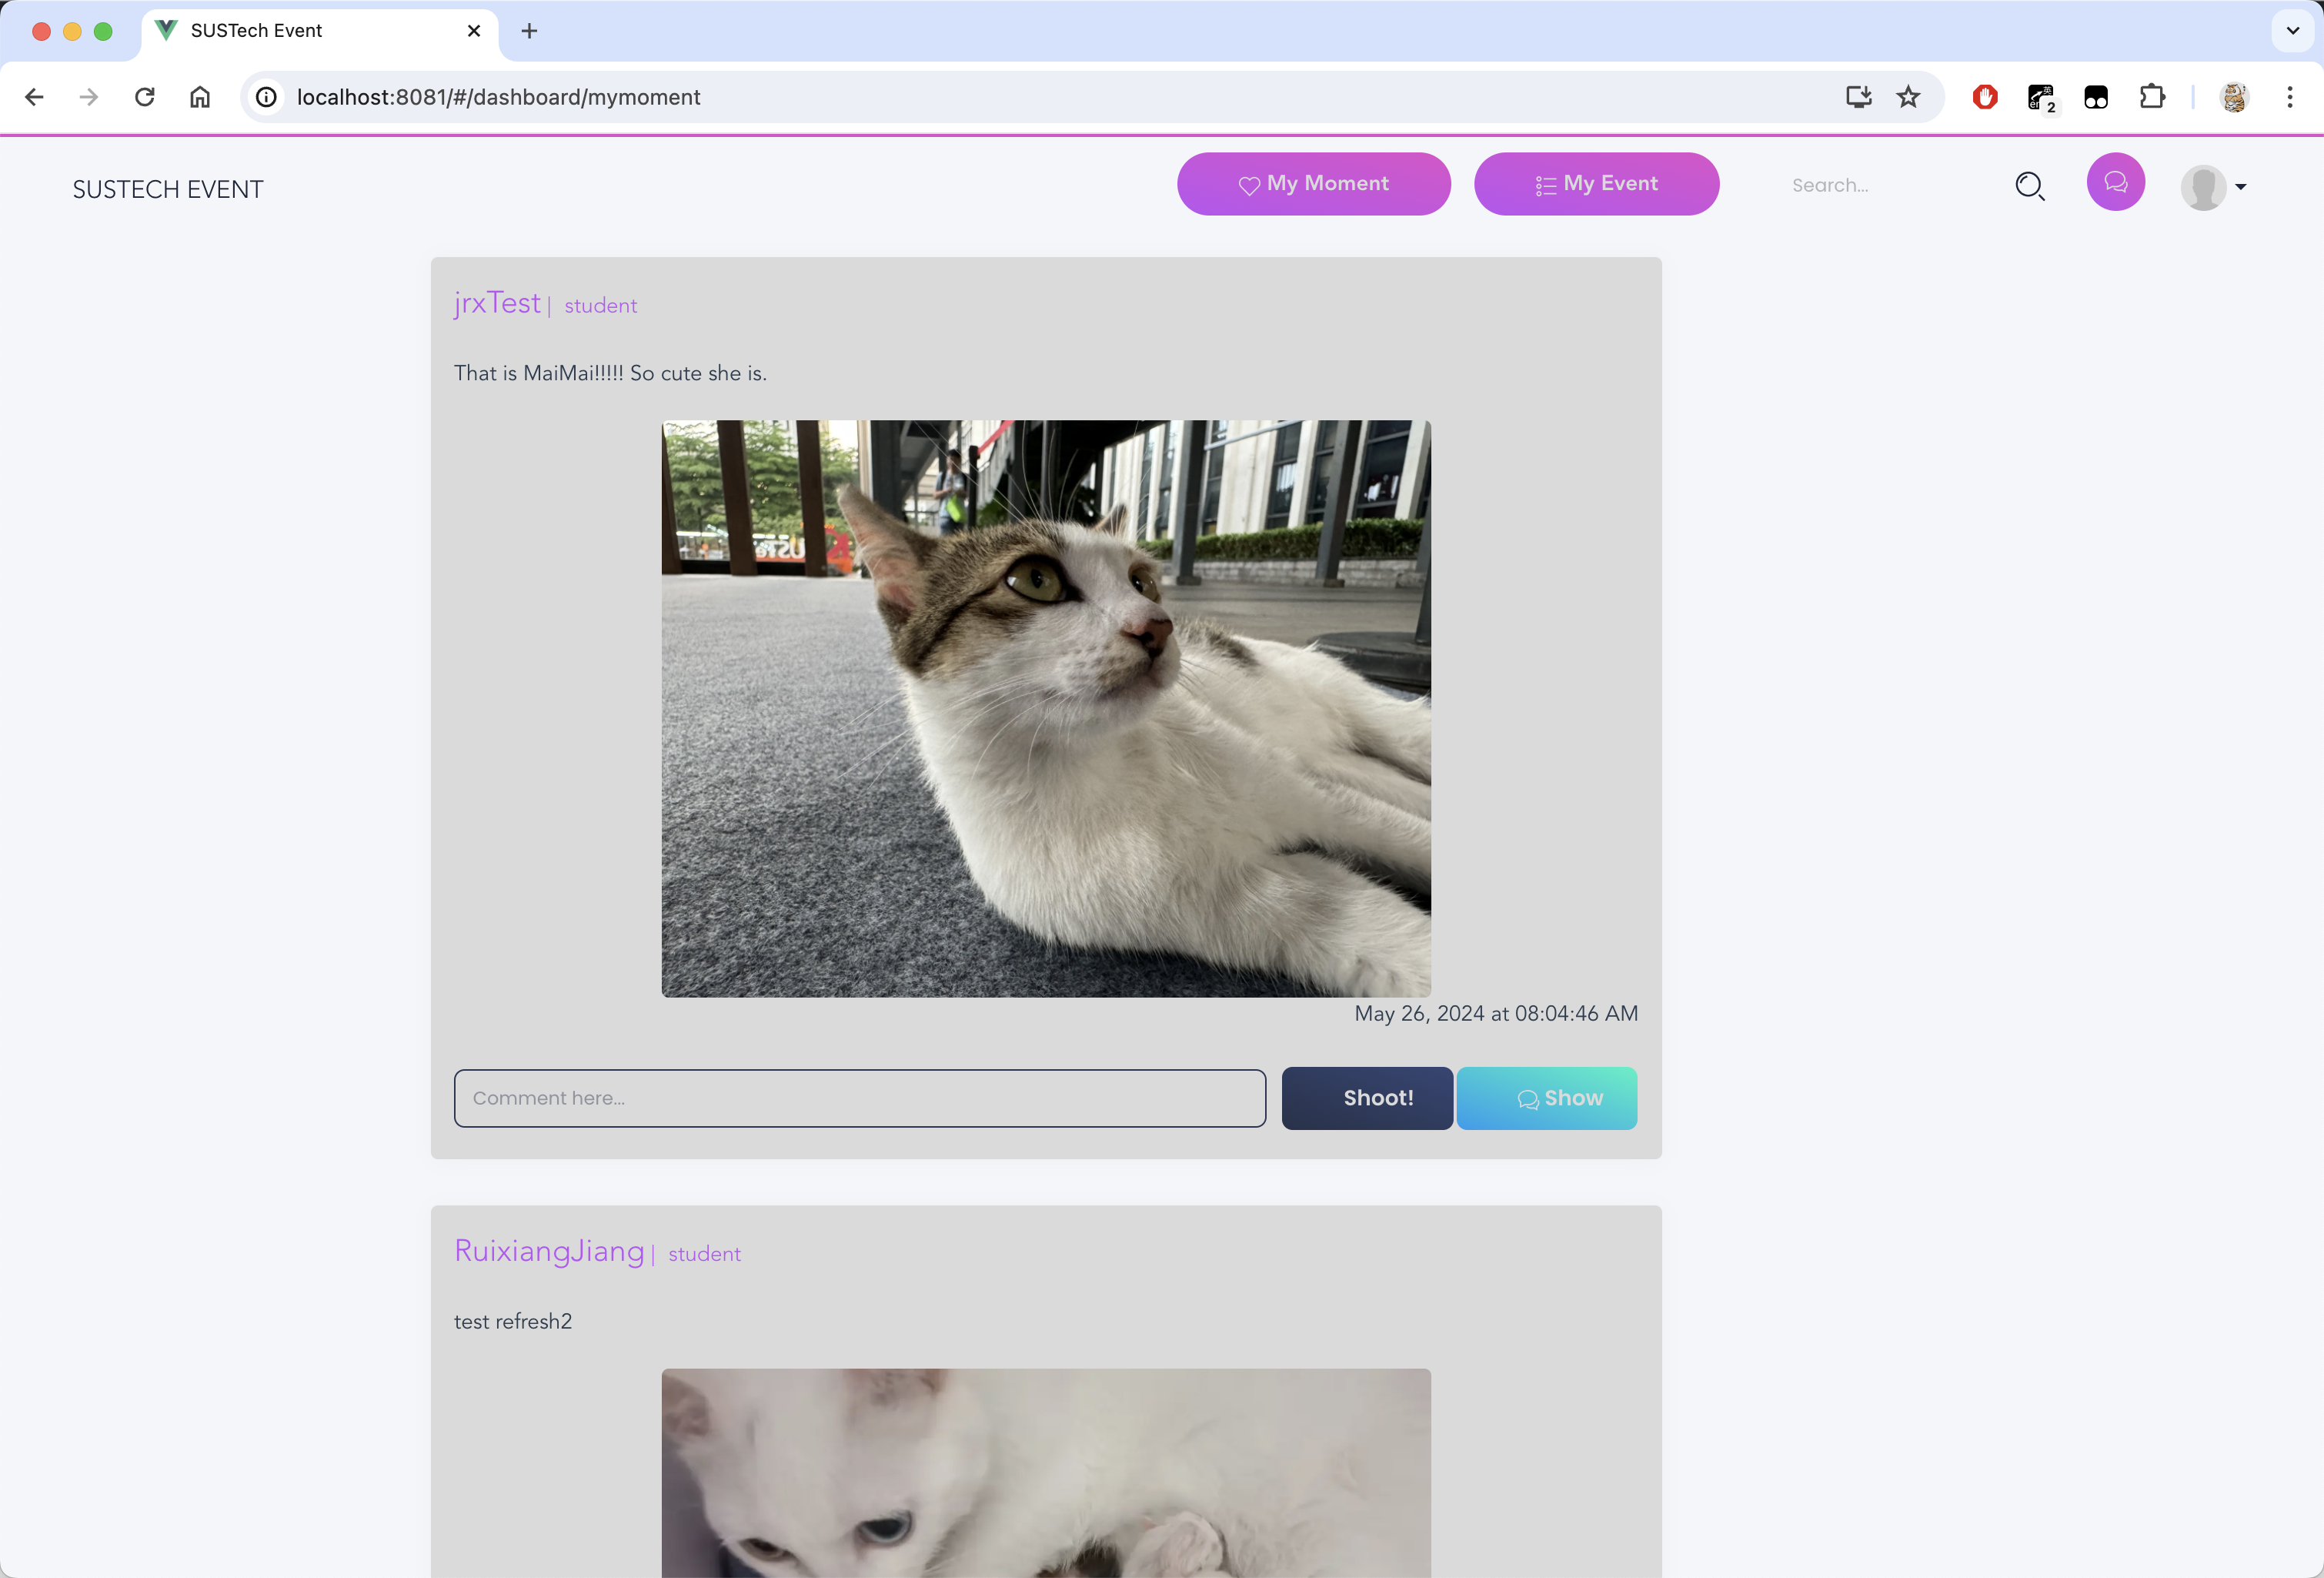 SUSTech Event
localhost:8081/#/dashboard/mymoment
2
SUSTECH EVENT
My Moment
My Event
Search...
jrxTest | student
That is MaiMai!!!!! So cute she is.
May 26, 2024 at 08:04:46 AM
Comment here...
Shoot!
Show
RuixiangJiang | student
test refresh2